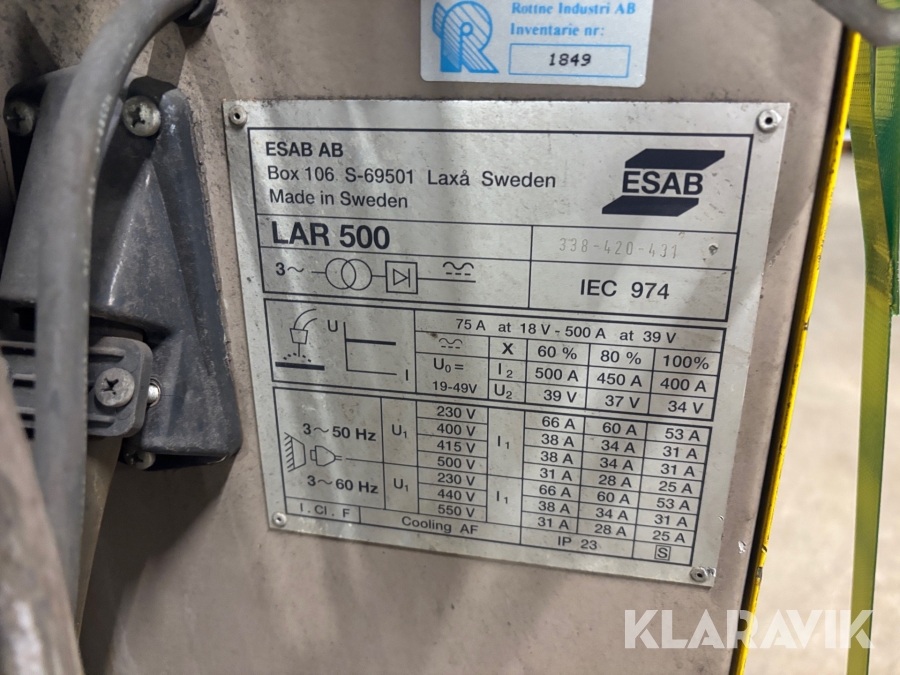 Rottne Industri AB
Inventarie nr:
1849
ESAB AB
Box 106 S-69501 Laxå Sweden
Made in Sweden
ESAB
LAR 500
338-420-431
3~
IEC 974
U
I
75 A at 18 V - 500 A at 39 V
X 60 % 80 % 100%
U₀ = 19-49V
I₂ 500 A 450 A 400 A
U₂ 39 V 37 V 34 V
3~50 Hz U₁ I₁
230 V 66 A 60 A 53 A
400 V 38 A 34 A 31 A
415 V 38 A 34 A 31 A
500 V 31 A 28 A 25 A
3~60 Hz U₁ I₁
230 V 66 A 60 A 53 A
440 V 38 A 34 A 31 A
550 V 31 A 28 A 25 A
I . Cl . F Cooling AF IP 23 S
KLARAVIK